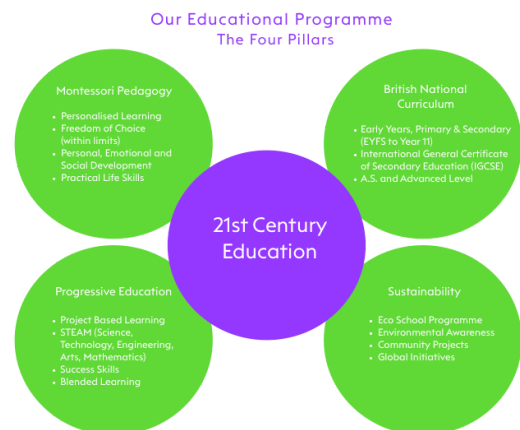 Our Educational Programme
The Four Pillars
Montessori Pedagogy
• Personalised Learning
• Freedom of Choice
(within limits)
• Personal, Emotional and
Social Development
• Practical Life Skills
British National
Curriculum
• Early Years, Primary & Secondary
(EYFS to Year 11)
• International General Certificate
of Secondary Education (IGCSE)
• A.S. and Advanced Level
21st Century
Education
Progressive Education
• Project Based Learning
• STEAM (Science,
Technology, Engineering,
Arts, Mathematics)
• Success Skills
• Blended Learning
Sustainability
• Eco School Programme
• Environmental Awareness
• Community Projects
• Global Initiatives